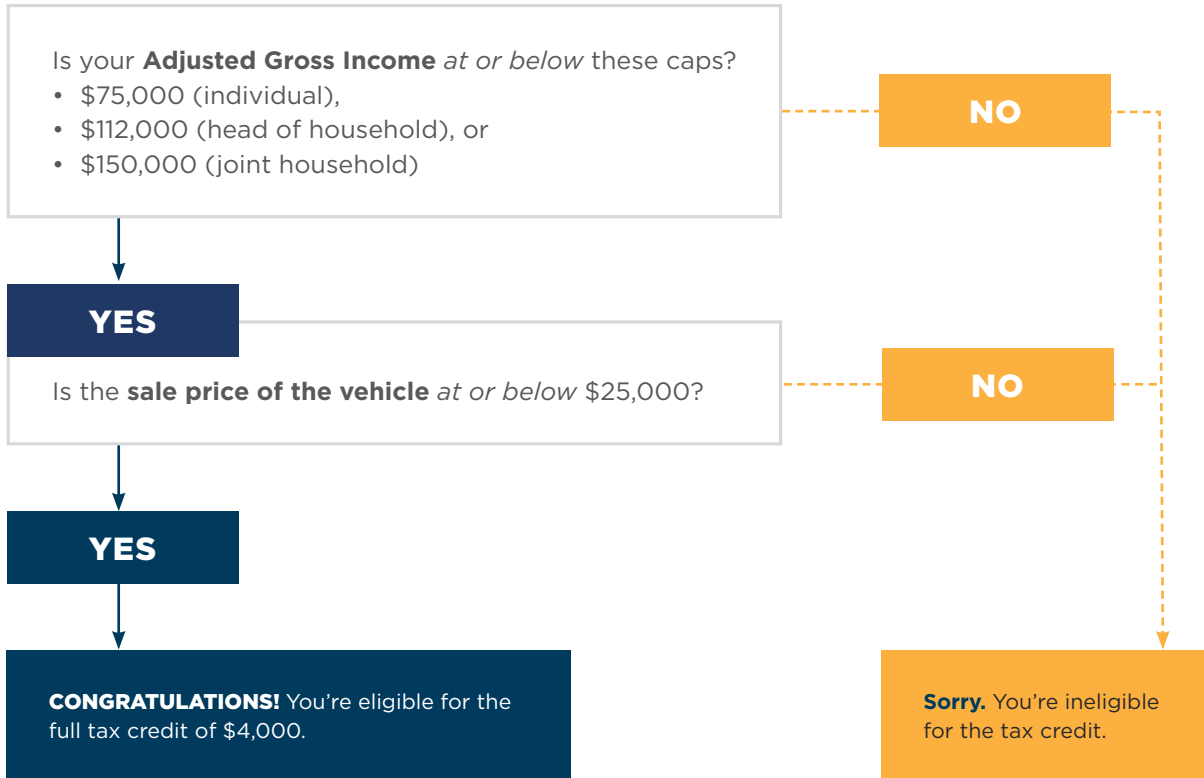 Is your Adjusted Gross Income at or below these caps?
• $75,000 (individual),
• $112,000 (head of household), or
• $150,000 (joint household)
NO
YES
Is the sale price of the vehicle at or below $25,000?
NO
YES
CONGRATULATIONS! You're eligible for the
full tax credit of $4,000.
Sorry. You're ineligible
for the tax credit.